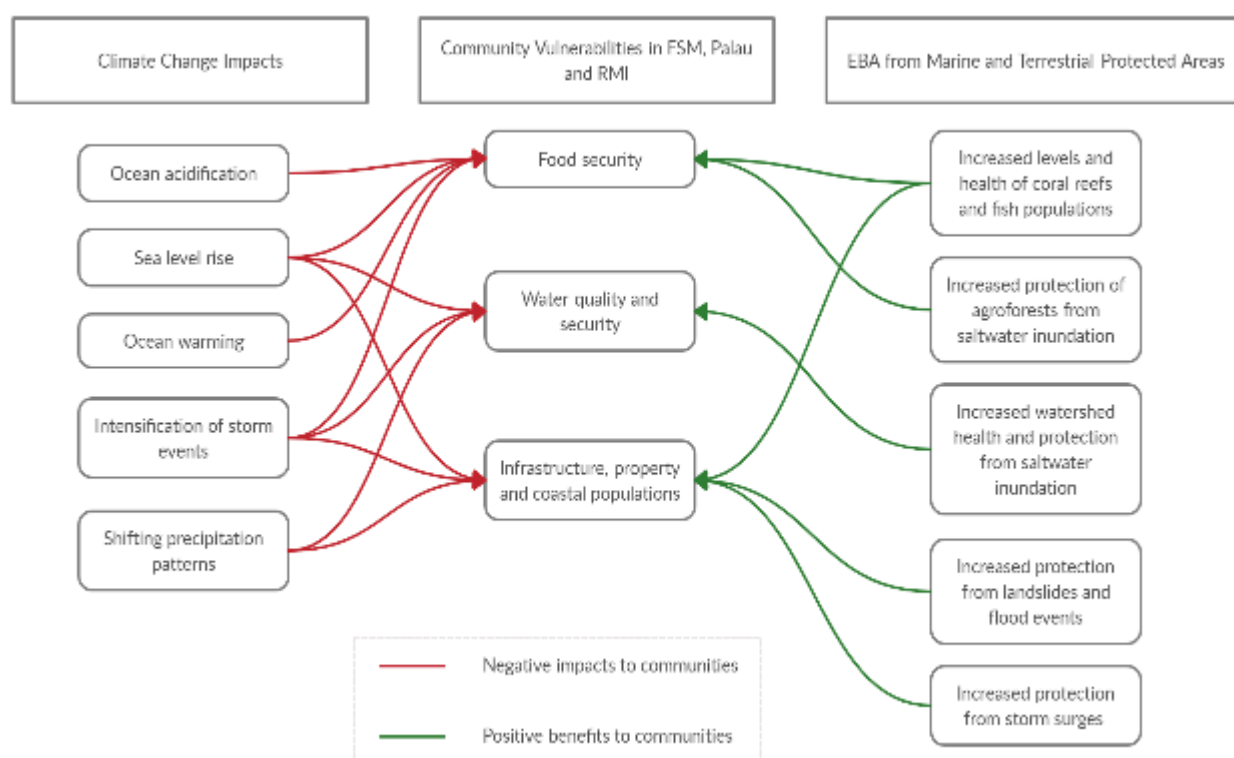 Climate Change Impacts
Community Vulnerabilities in FSM, Palau
and RMI
EBA from Marine and Terrestrial Protected Areas
Ocean acidification
Sea level rise
Ocean warming
Intensification of storm
events
Shifting precipitation
patterns
Food security
Water quality and
security
Infrastructure, property
and coastal populations
Increased levels and
health of coral reefs
and fish populations
Increased protection of
agroforests from
saltwater inundation
Increased watershed
health and protection
from saltwater
inundation
Increased protection
from landslides and
flood events
Increased protection
from storm surges
Negative impacts to communities
Positive benefits to communities